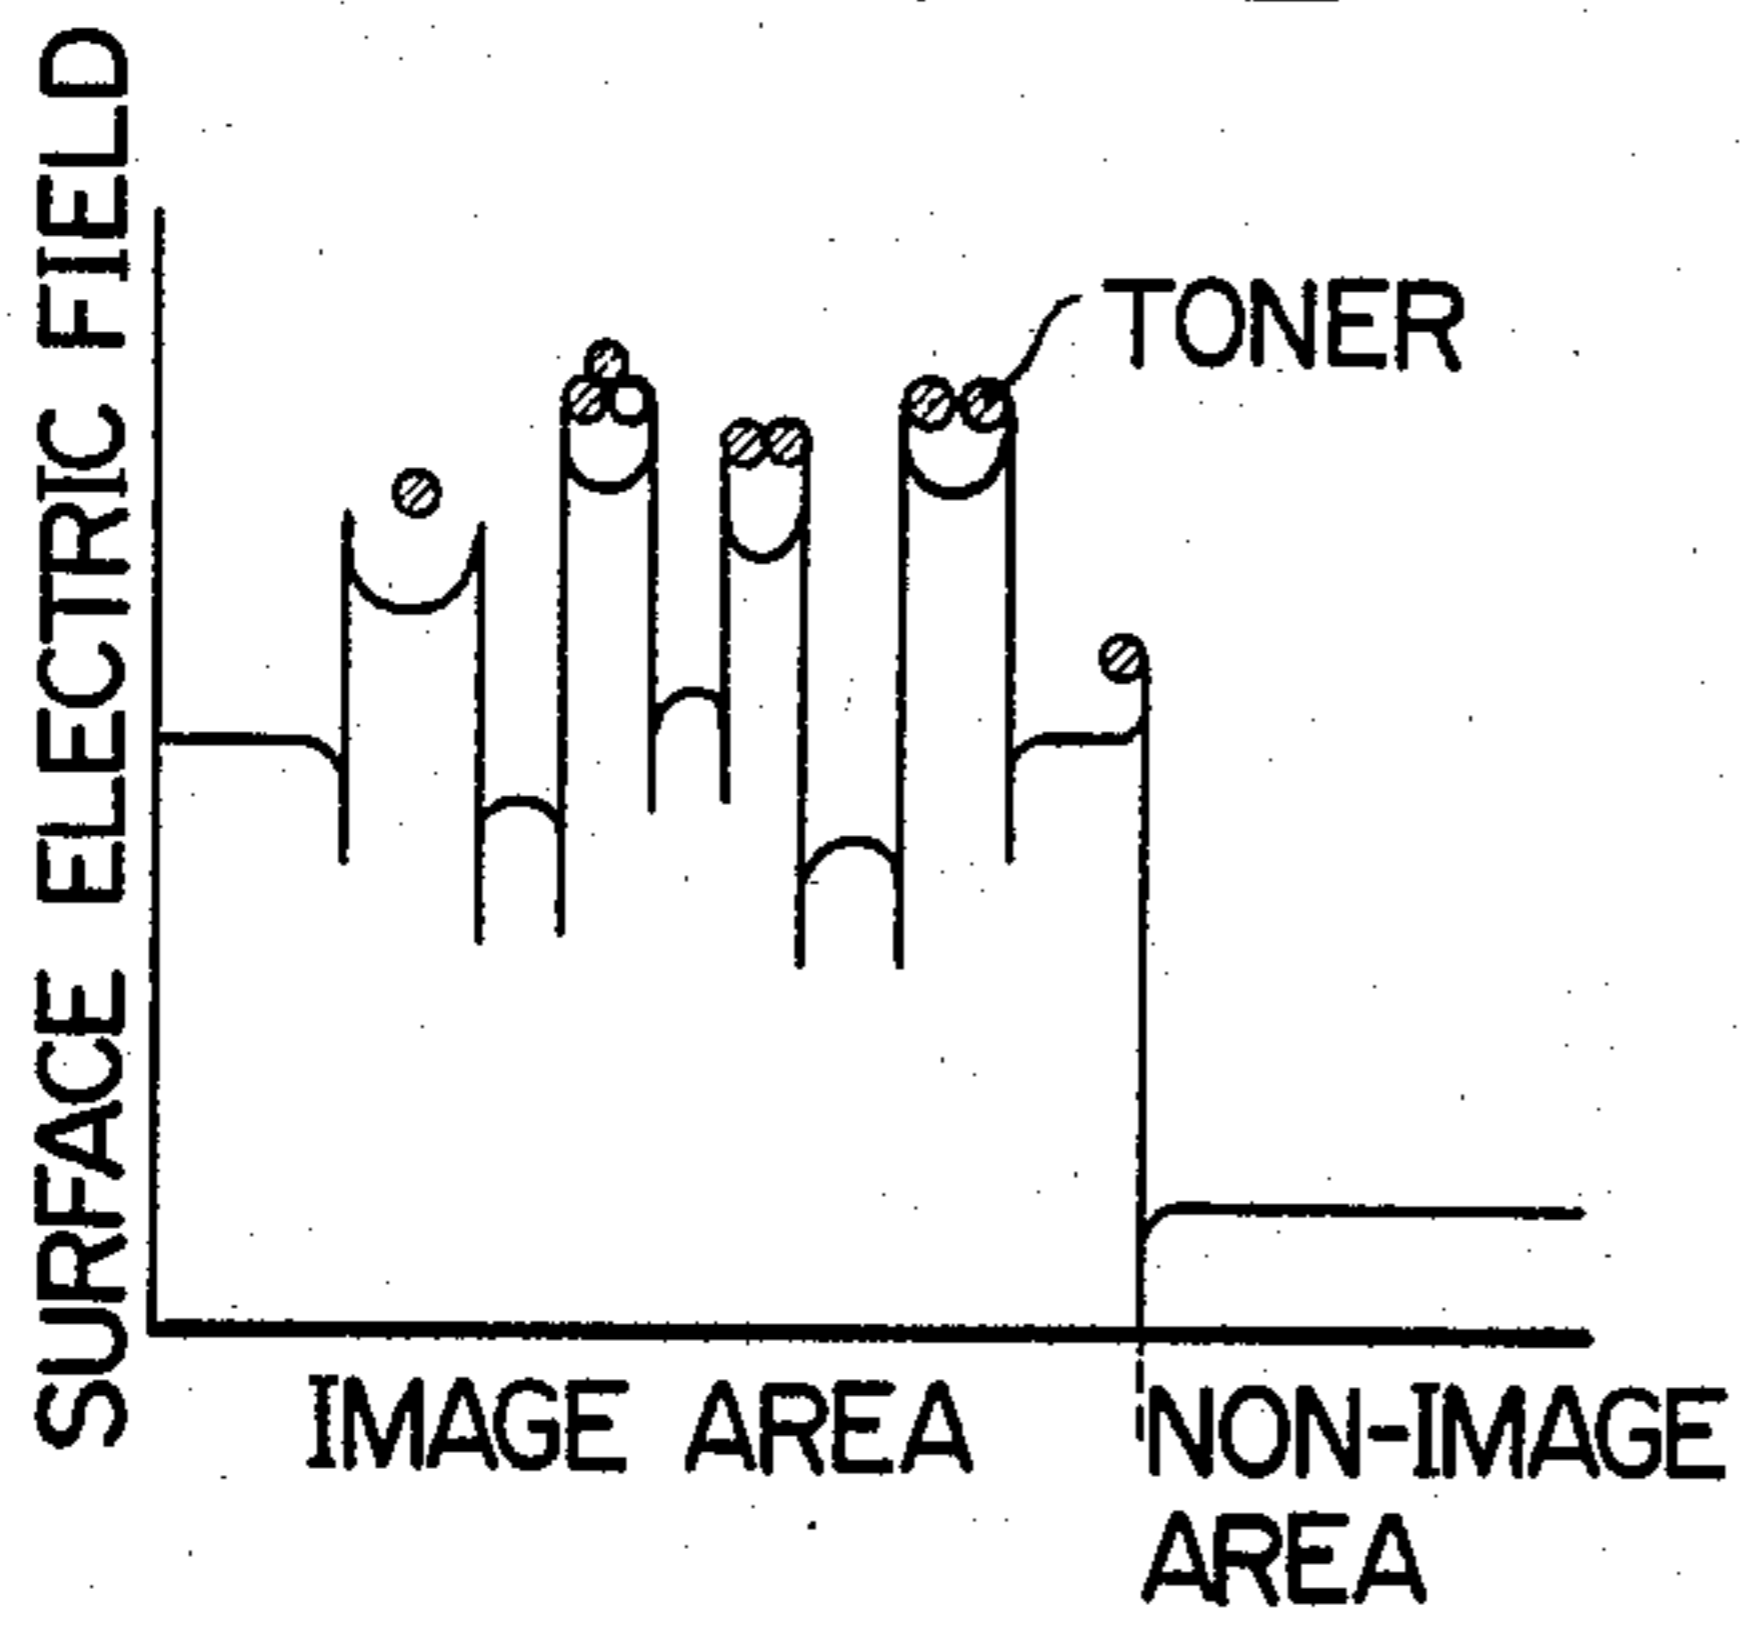 SURFACE ELECTRIC FIELD
TONER
IMAGE AREA
NON-IMAGE
AREA